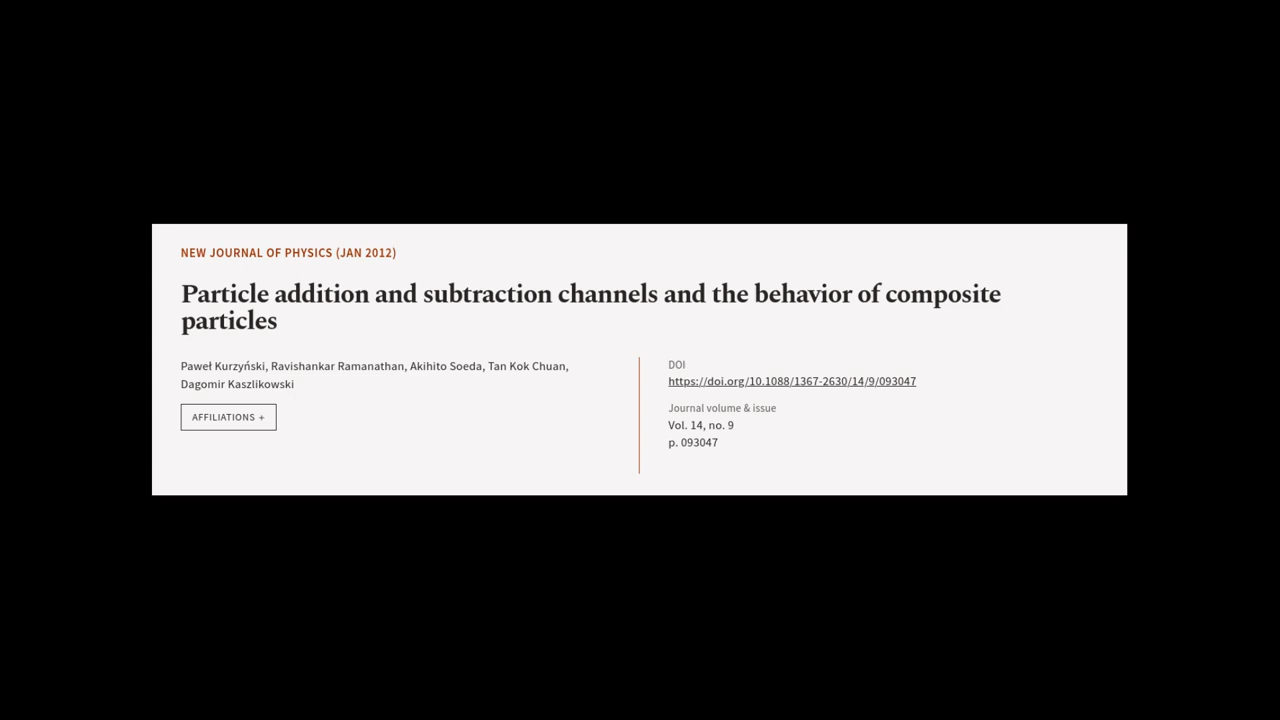 NEW JOURNAL OF PHYSICS (JAN 2012)
Particle addition and subtraction channels and the behavior of composite
particles
Paweł Kurzyński, Ravishankar Ramanathan, Akihito Soeda, Tan Kok Chuan,
Dagomir Kaszlikowski
AFFILIATIONS +
DOI
https://doi.org/10.1088/1367-2630/14/9/093047
Journal volume & issue
Vol. 14, no. 9
p. 093047